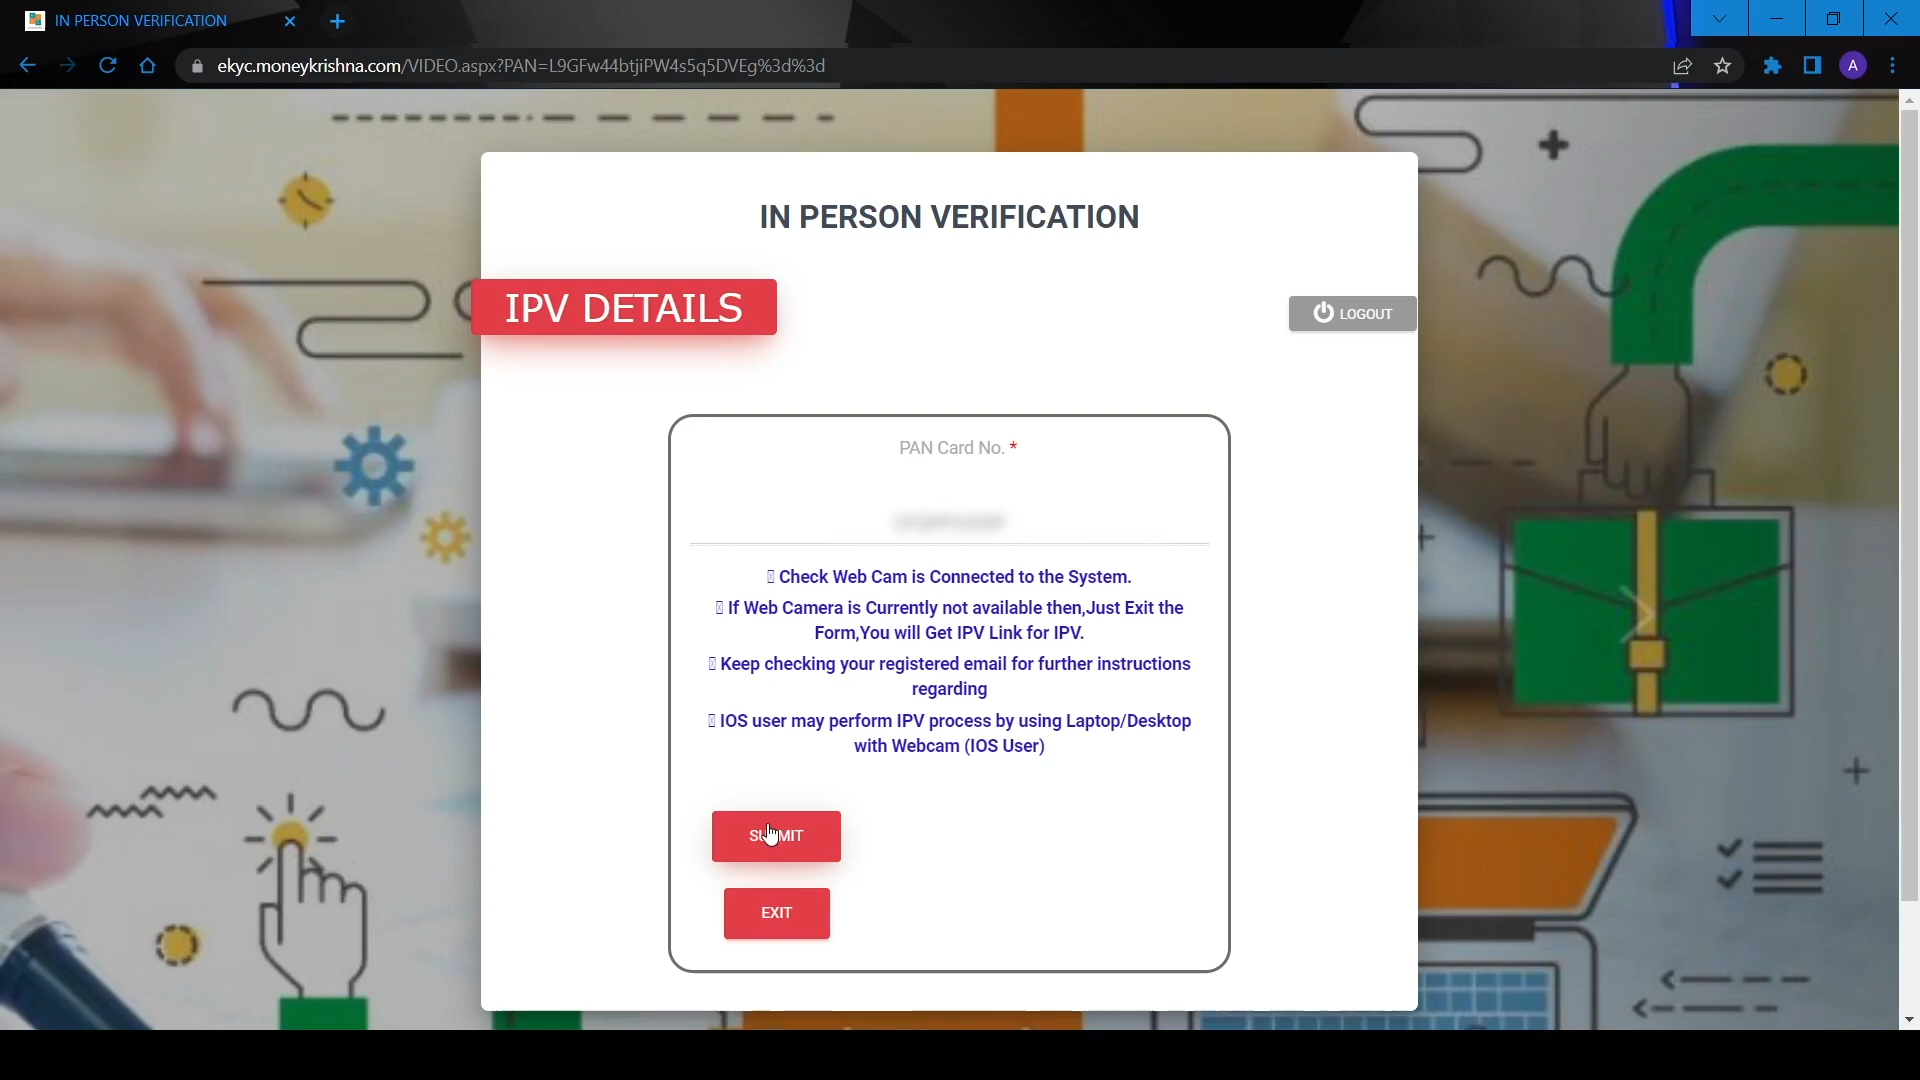 IN PERSON VERIFICATION
ekyc.moneykrishna.com/VIDEO.aspx?PAN=L9GFw44btjiPW4s5q5DVEg%3d%3d
A
IN PERSON VERIFICATION
IPV DETAILS
LOGOUT
PAN Card No. *
Check Web Cam is Connected to the System.
If Web Camera is Currently not available then,Just Exit the
Form,You will Get IPV Link for IPV.
Keep checking your registered email for further instructions
regarding
IOS user may perform IPV process by using Laptop/Desktop
with Webcam (IOS User)
SUBMIT
EXIT